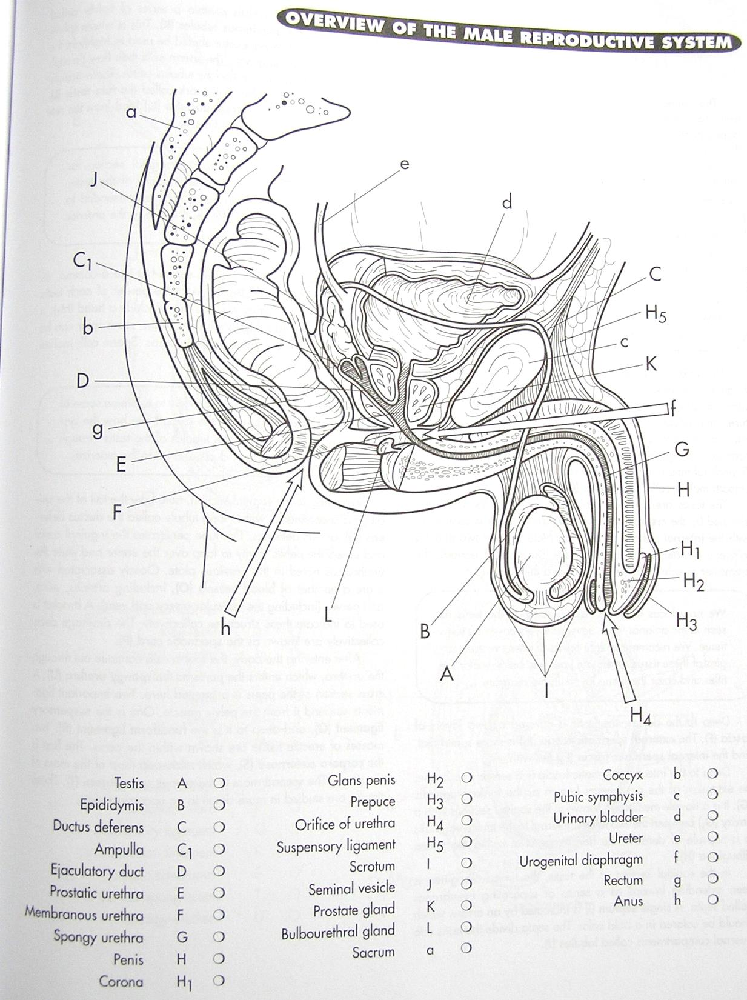 OVERVIEW OF THE MALE REPRODUCTIVE SYSTEM
a
e
J
d
C1
C
H5
b
c
K
D
f
g
G
E
H
F
H1
H2
L
h
B
H3
A
I
H4
Testis A
Epididymis B
Ductus deferens C
Ampulla C1
Ejaculatory duct D
Prostatic urethra E
Membranous urethra F
Spongy urethra G
Penis H
Corona H1
Glans penis H2
Prepuce H3
Orifice of urethra H4
Suspensory ligament H5
Scrotum I
Seminal vesicle J
Prostate gland K
Bulbourethral gland L
Sacrum a
Coccyx b
Pubic symphysis c
Urinary bladder d
Ureter e
Urogenital diaphragm f
Rectum g
Anus h